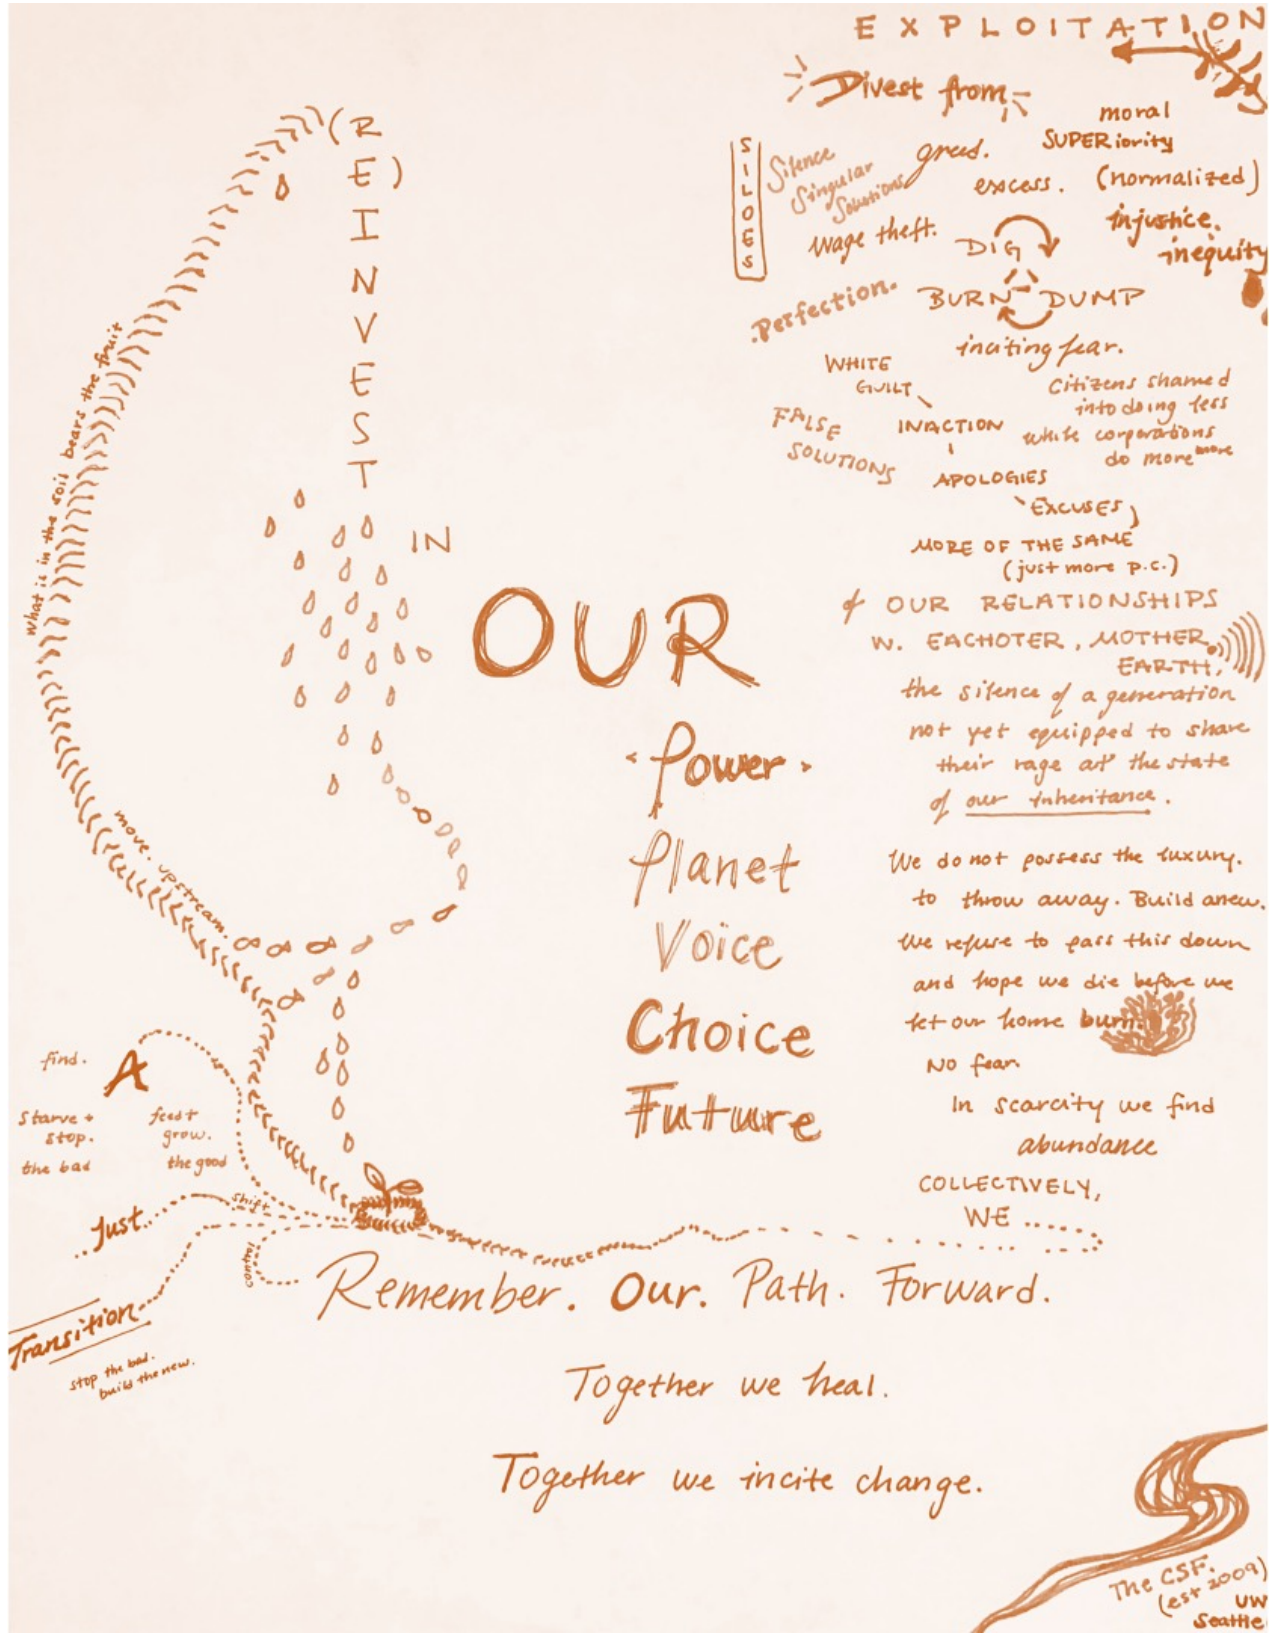 EXPLOITATION
Divest from
moral
SUPERiority
SILOES
Silence
Singular
Solutions
greed.
excess.
(normalized)
injustice.
inequity
wage theft.
DIG
BURN DUMP
.Perfection.
inciting fear.
WHITE
GUILT
INACTION
APOLOGIES
EXCUSES,
MORE OF THE SAME
(just more p.c.)
FALSE
SOLUTIONS
Citizens shamed
into doing less
while corporations
do more more
of OUR RELATIONSHIPS
W. EACHOTER, MOTHER
EARTH,
the silence of a generation
not yet equipped to share
their rage at the state
of our inheritance.
We do not possess the luxury.
to throw away. Build anew.
We refuse to pass this down
and hope we die before we
let our home burn.
NO fear.
In scarcity we find
abundance
COLLECTIVELY,
WE .....
(RE)INVEST
IN
OUR
Power
Planet
Voice
Choice
Future
what is in the soil bears the fruit
move. upstream.
find.
A
starve +
stop.
the bad
feed +
grow.
the good
Just
shift
control
Transition
stop the bad.
build the new.
Remember. Our. Path. Forward.
Together we heal.
Together we incite change.
The CSF.
(est 2009)
UW
Seattle